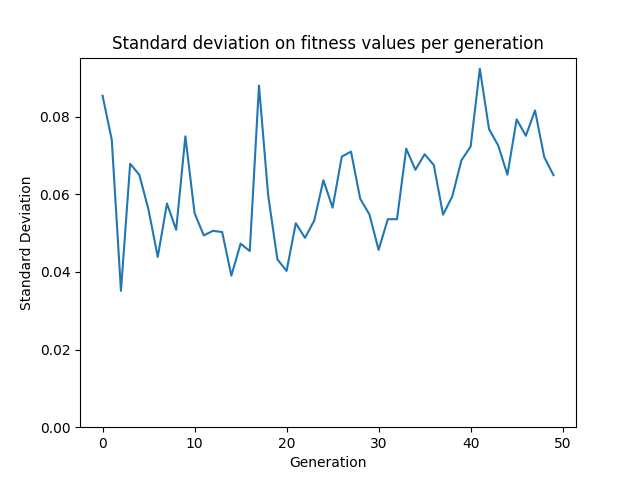 Standard deviation on fitness values per generation
Standard Deviation
0.08
0.06
0.04
0.02
0.00
0 10 20 30 40 50
Generation